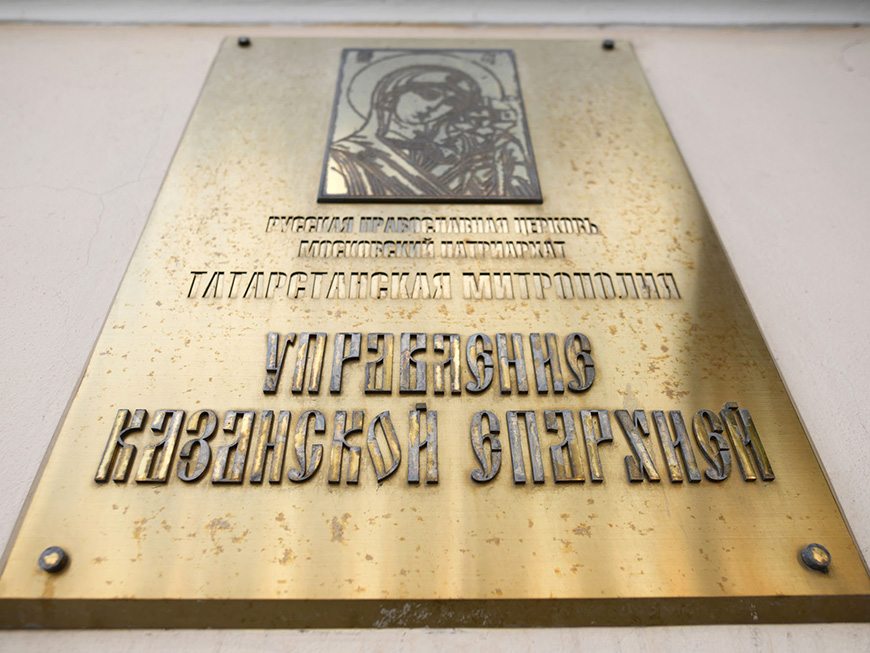 РУССКАЯ ПРАВОСЛАВНАЯ ЦЕРКОВЬ
МОСКОВСКИЙ ПАТРИАРХАТ
ТАТАРСТАНСКАЯ МИТРОПОЛИЯ
УПРАВЛЕНИЕ
КАЗАНСКОЙ ЕПАРХИЕЙ